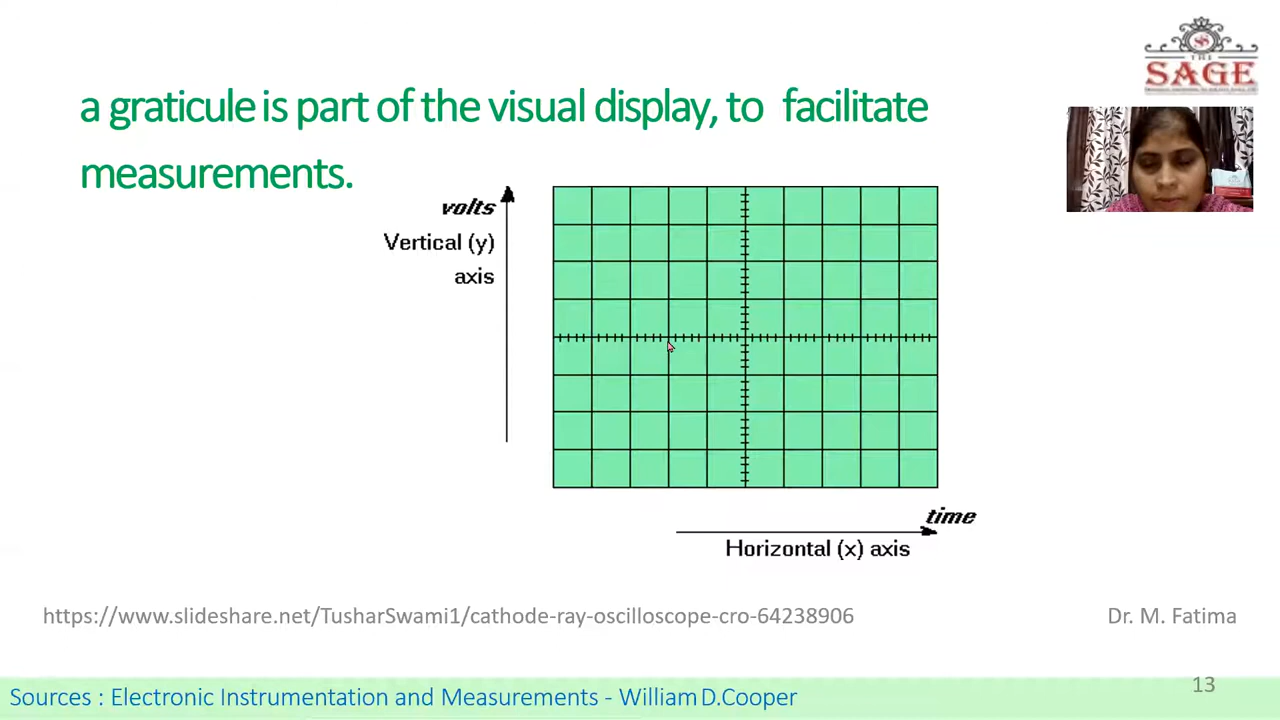 THE
SAGE
a graticule is part of the visual display, to facilitate
measurements.
volts
Vertical (y)
axis
time
Horizontal (x) axis
https://www.slideshare.net/TusharSwami1/cathode-ray-oscilloscope-cro-64238906
Dr. M. Fatima
Sources : Electronic Instrumentation and Measurements - William D.Cooper
13